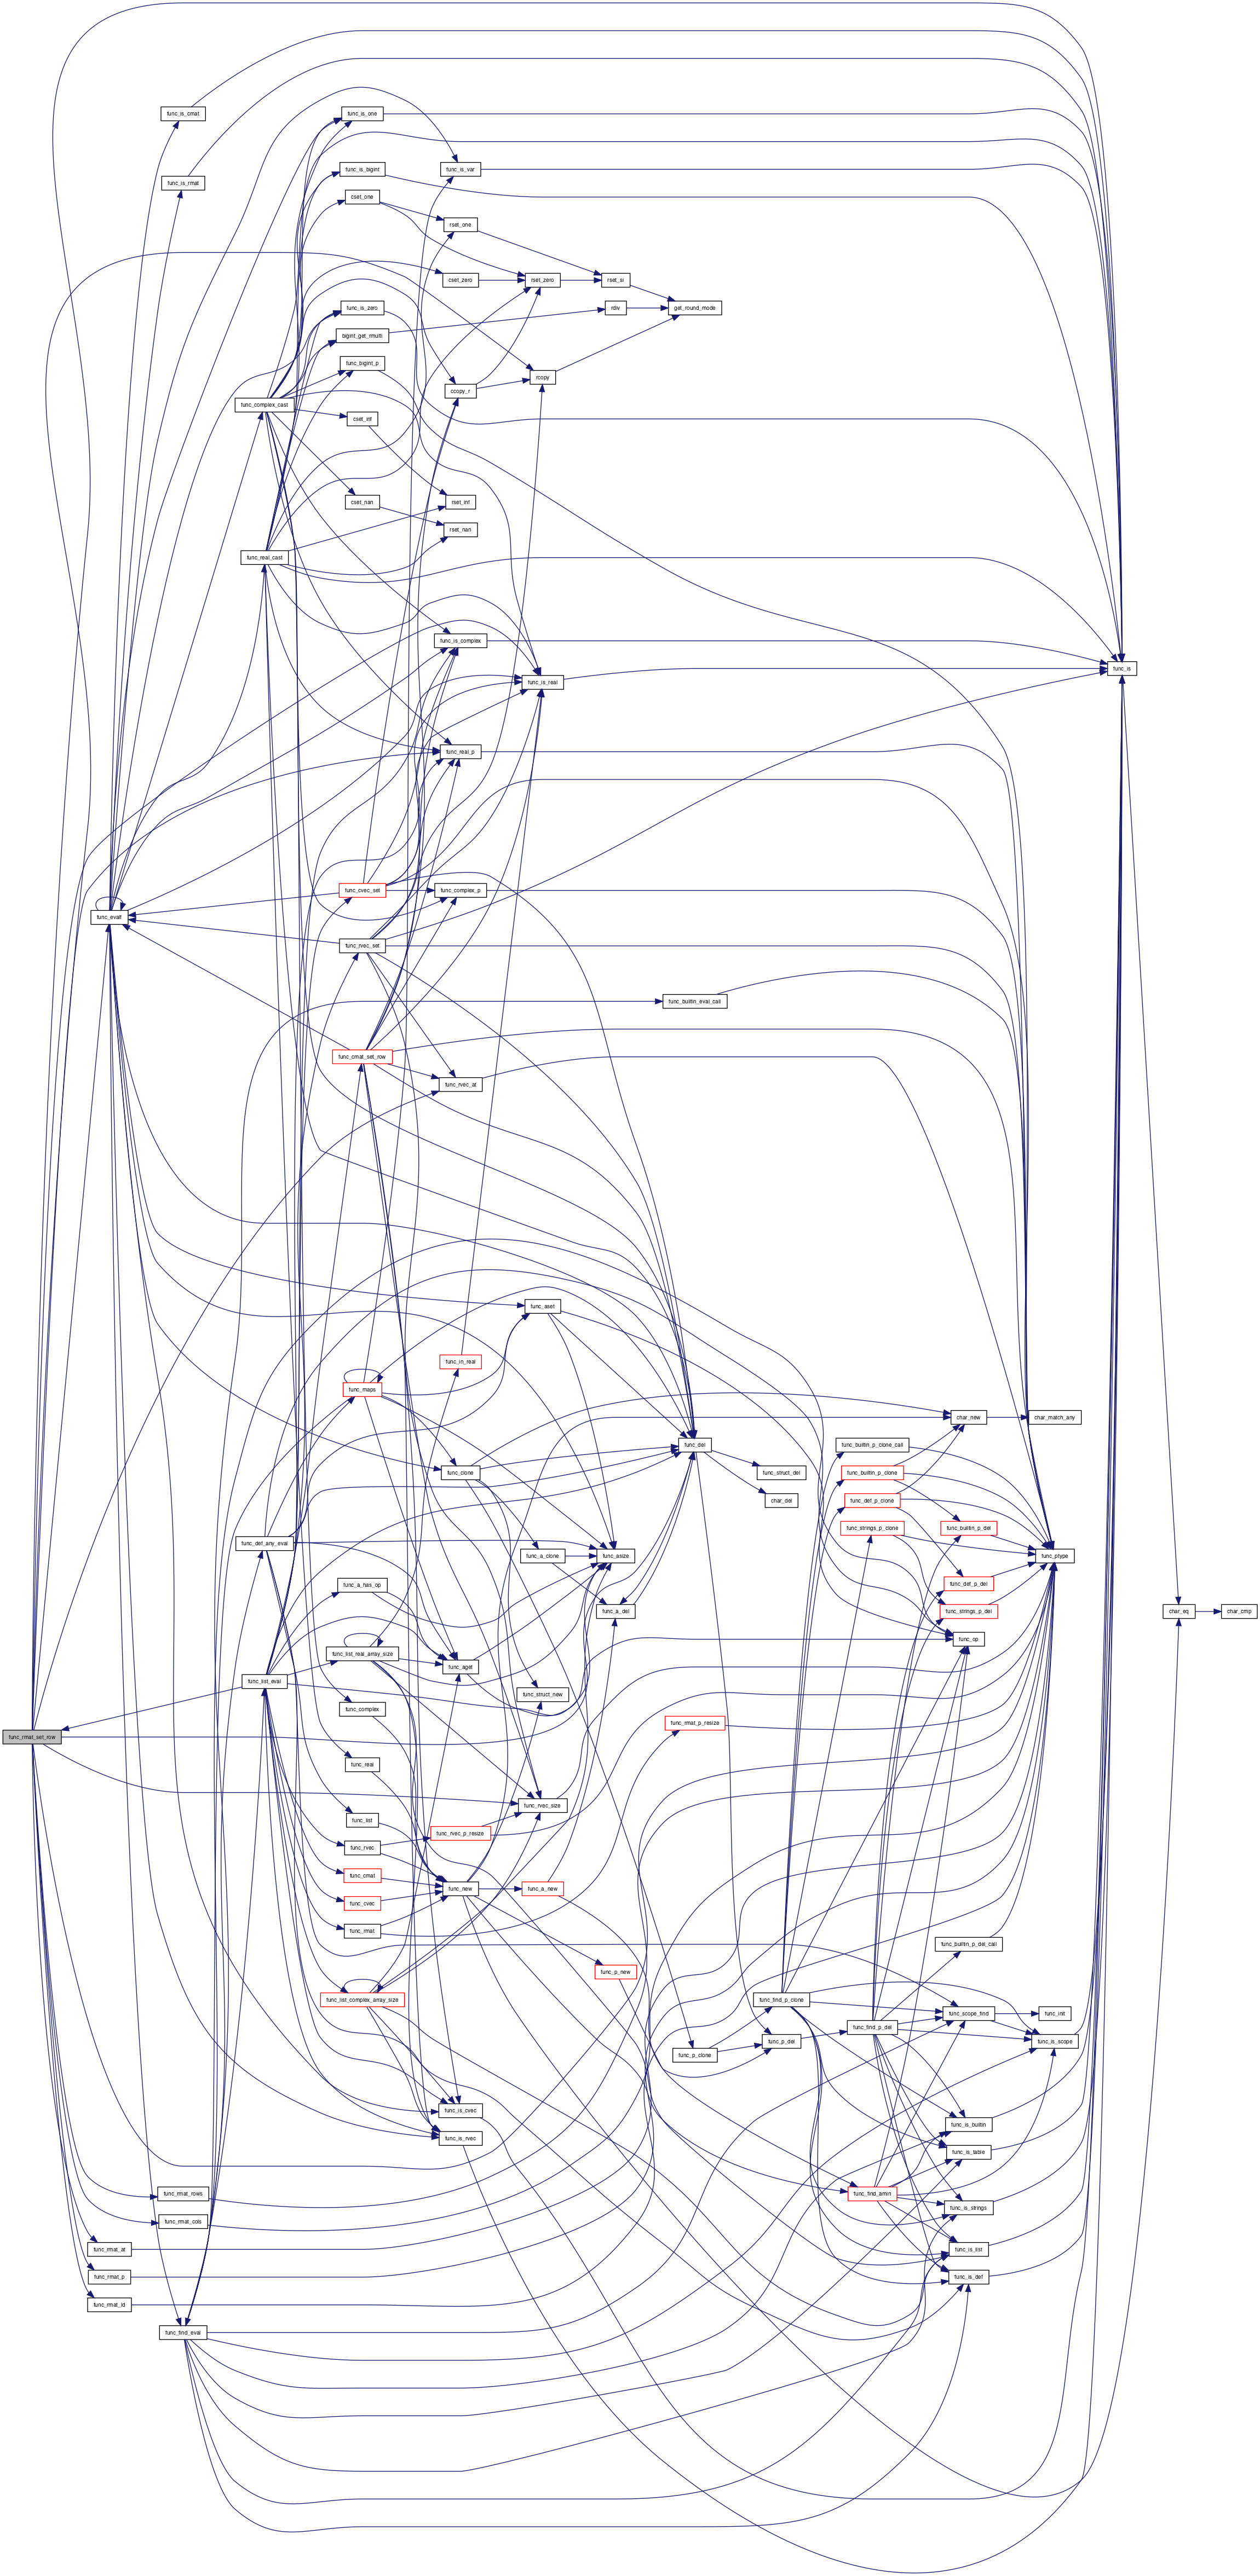 func_is_cmat
func_is_one
func_is_bigint
func_is_var
func_is_rmat
cset_one
rset_one
cset_zero
rset_zero
rset_si
func_is_zero
rdiv
get_round_mode
bigint_get_rmulti
func_bigint_p
rcopy
ccopy_r
func_complex_cast
cset_inf
cset_nan
rset_inf
rset_nan
func_real_cast
func_is_complex
func_is_real
func_is
func_real_p
func_cvec_set
func_complex_p
func_evalf
func_rvec_set
func_builtin_eval_call
func_cmat_set_row
func_rvec_at
func_aset
func_in_real
func_maps
char_new
char_match_any
func_del
func_builtin_p_clone_call
func_clone
func_struct_del
func_builtin_p_clone
char_del
func_def_p_clone
func_strings_p_clone
func_builtin_p_del
func_def_any_eval
func_a_clone
func_asize
func_ptype
func_a_has_op
func_def_p_del
func_a_del
func_strings_p_del
char_eq
char_cmp
func_op
func_list_real_array_size
func_aget
func_list_eval
func_struct_new
func_complex
func_rmat_p_resize
func_rmat_set_row
func_real
func_rvec_size
func_list
func_rvec_p_resize
func_rvec
func_cmat
func_new
func_a_new
func_cvec
func_rmat
func_builtin_p_del_call
func_p_new
func_list_complex_array_size
func_find_p_clone
func_scope_find
func_init
func_find_p_del
func_p_del
func_is_scope
func_p_clone
func_is_cvec
func_is_builtin
func_is_rvec
func_is_table
func_rmat_rows
func_find_amin
func_is_strings
func_rmat_cols
func_rmat_at
func_is_list
func_rmat_p
func_is_def
func_rmat_id
func_find_eval